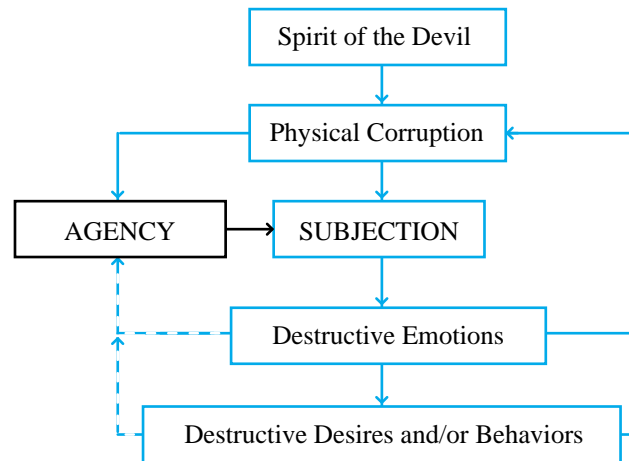 Spirit of the Devil
Physical Corruption
AGENCY
SUBJECTION
Destructive Emotions
Destructive Desires and/or Behaviors